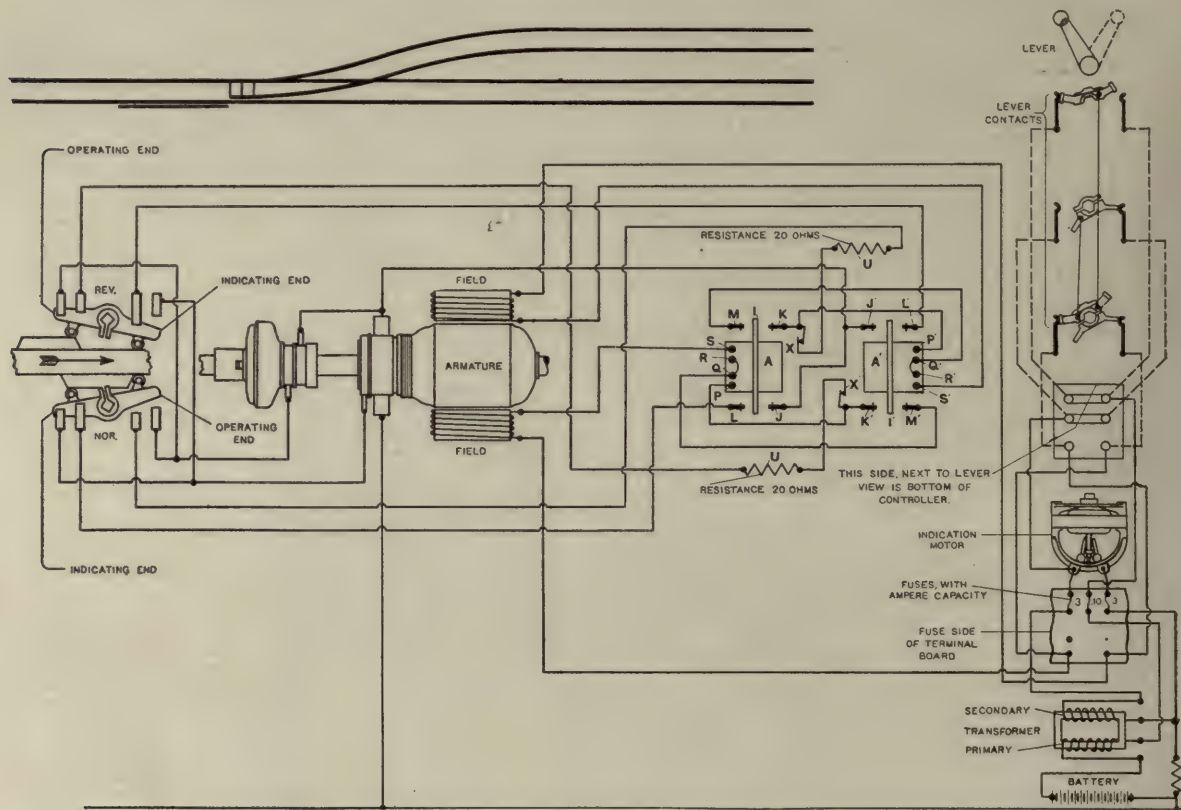 LEVER
LEVER
CONTACTS
OPERATING END
REV.
INDICATING END
RESISTANCE 20 OHMS
U
FIELD
ARMATURE
FIELD
M
I
K
J'
L'
S
R
Q
P
A
X
A'
P'
Q'
R'
S'
X
L
J
K'
I'
M'
OPERATING
END
NOR.
INDICATING END
U
RESISTANCE 20 OHMS
THIS SIDE, NEXT TO LEVER
VIEW IS BOTTOM OF
CONTROLLER.
INDICATION
MOTOR
FUSES, WITH
AMPERE CAPACITY
3
10
3
FUSE SIDE
OF TERMINAL
BOARD
SECONDARY
TRANSFORMER
PRIMARY
BATTERY